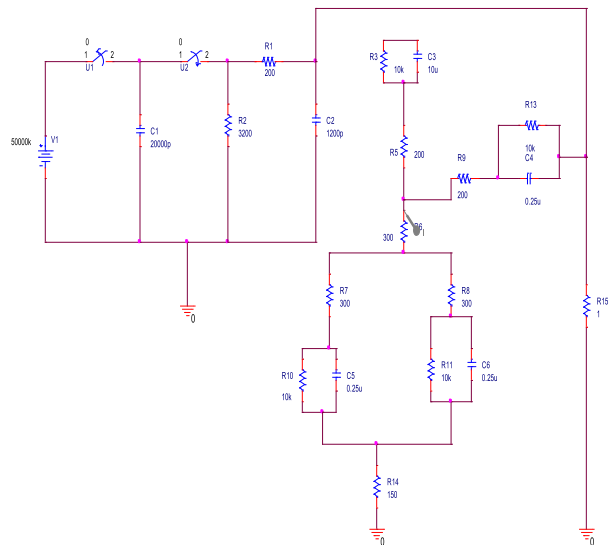 0
1 2
U1
0
1 2
U2
R1
200
R3
10k
C3
10u
R13
10k
C4
0.25u
50000k
V1
C1
20000p
R2
3200
C2
1200p
R5
200
R9
200
R6
I
300
R7
300
R8
300
R15
1
0
R10
10k
C5
0.25u
R11
10k
C6
0.25u
R14
150
0
0